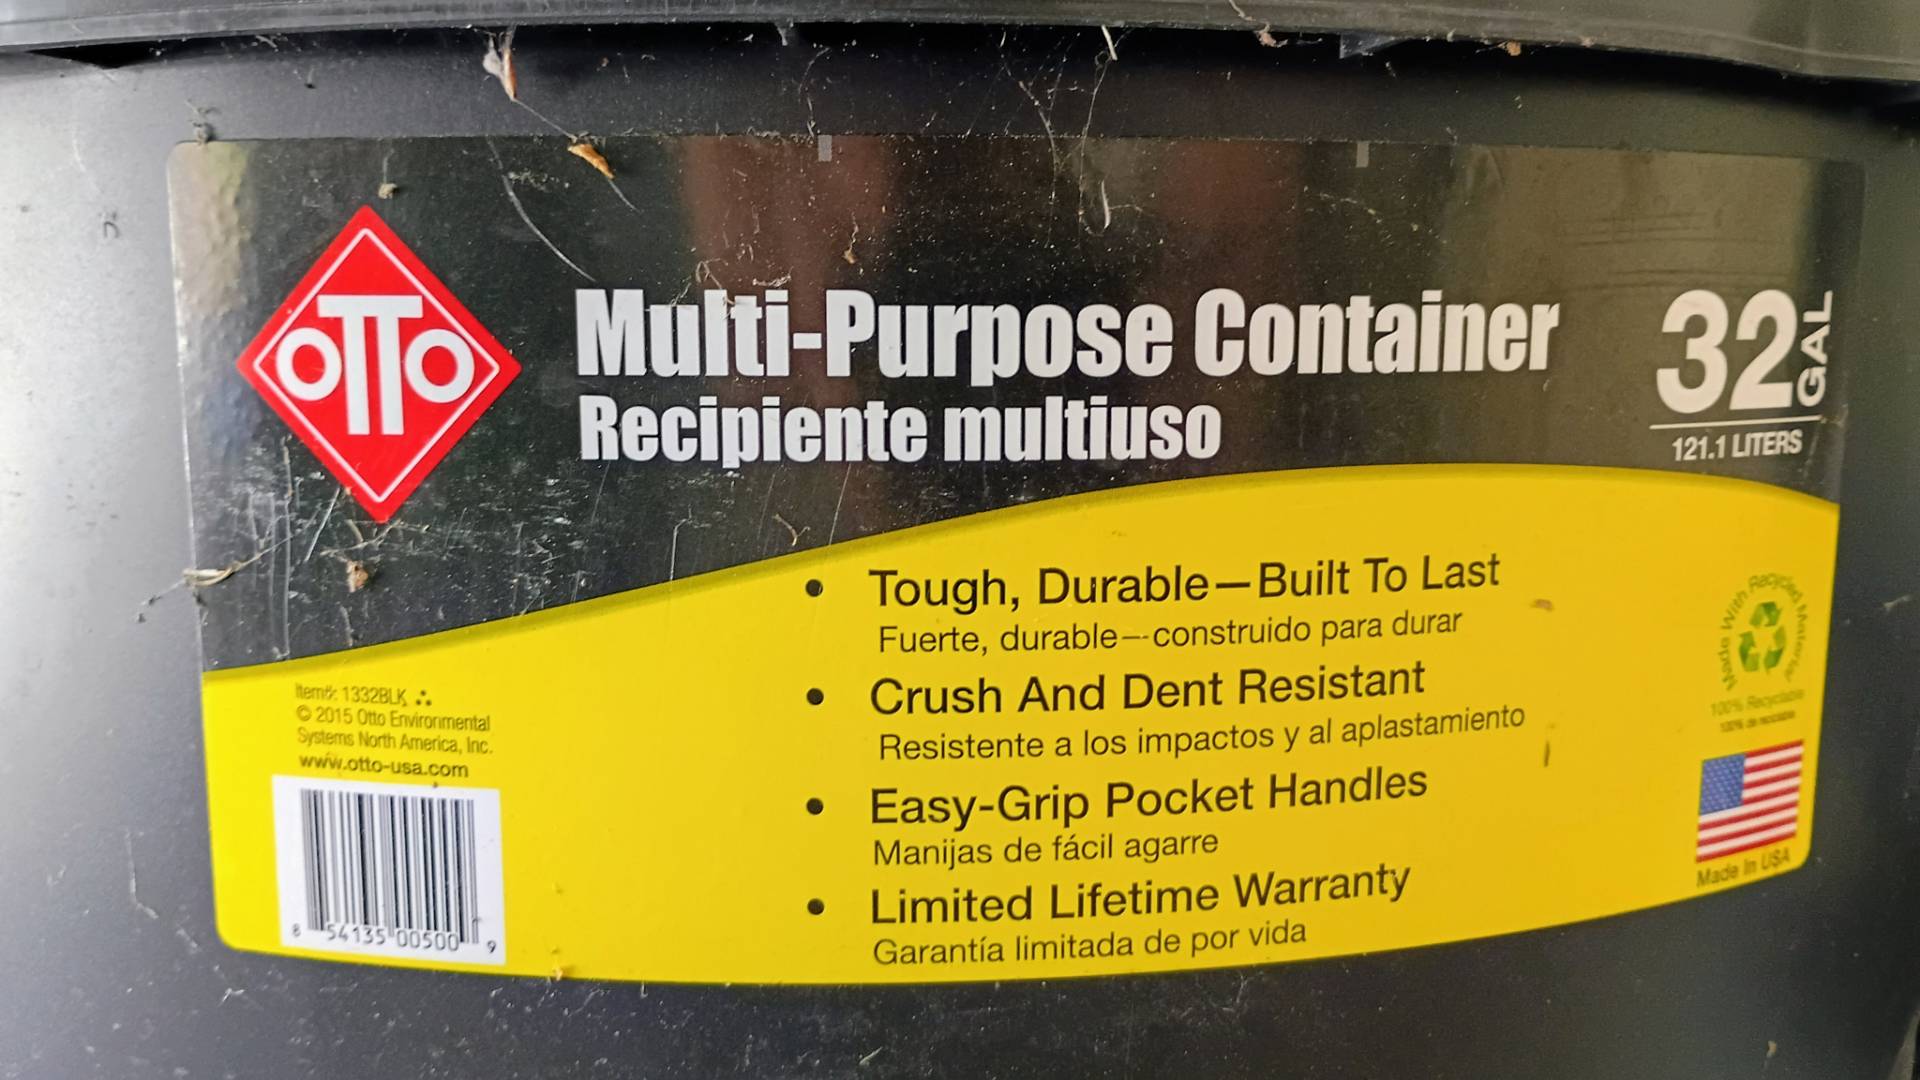 OTTO
Multi-Purpose Container
Recipiente multiuso
32 GAL
121.1 LITERS
• Tough, Durable—Built To Last
Fuerte, durable—construido para durar
• Crush And Dent Resistant
Resistente a los impactos y al aplastamiento
• Easy-Grip Pocket Handles
Manijas de fácil agarre
• Limited Lifetime Warranty
Garantía limitada de por vida
Item#: 1332BLK
© 2015 Otto Environmental
Systems North America, Inc.
www.otto-usa.com
8 54135 00500 9
Made With Recycled Material
100% Recyclable
100% de
Made In USA